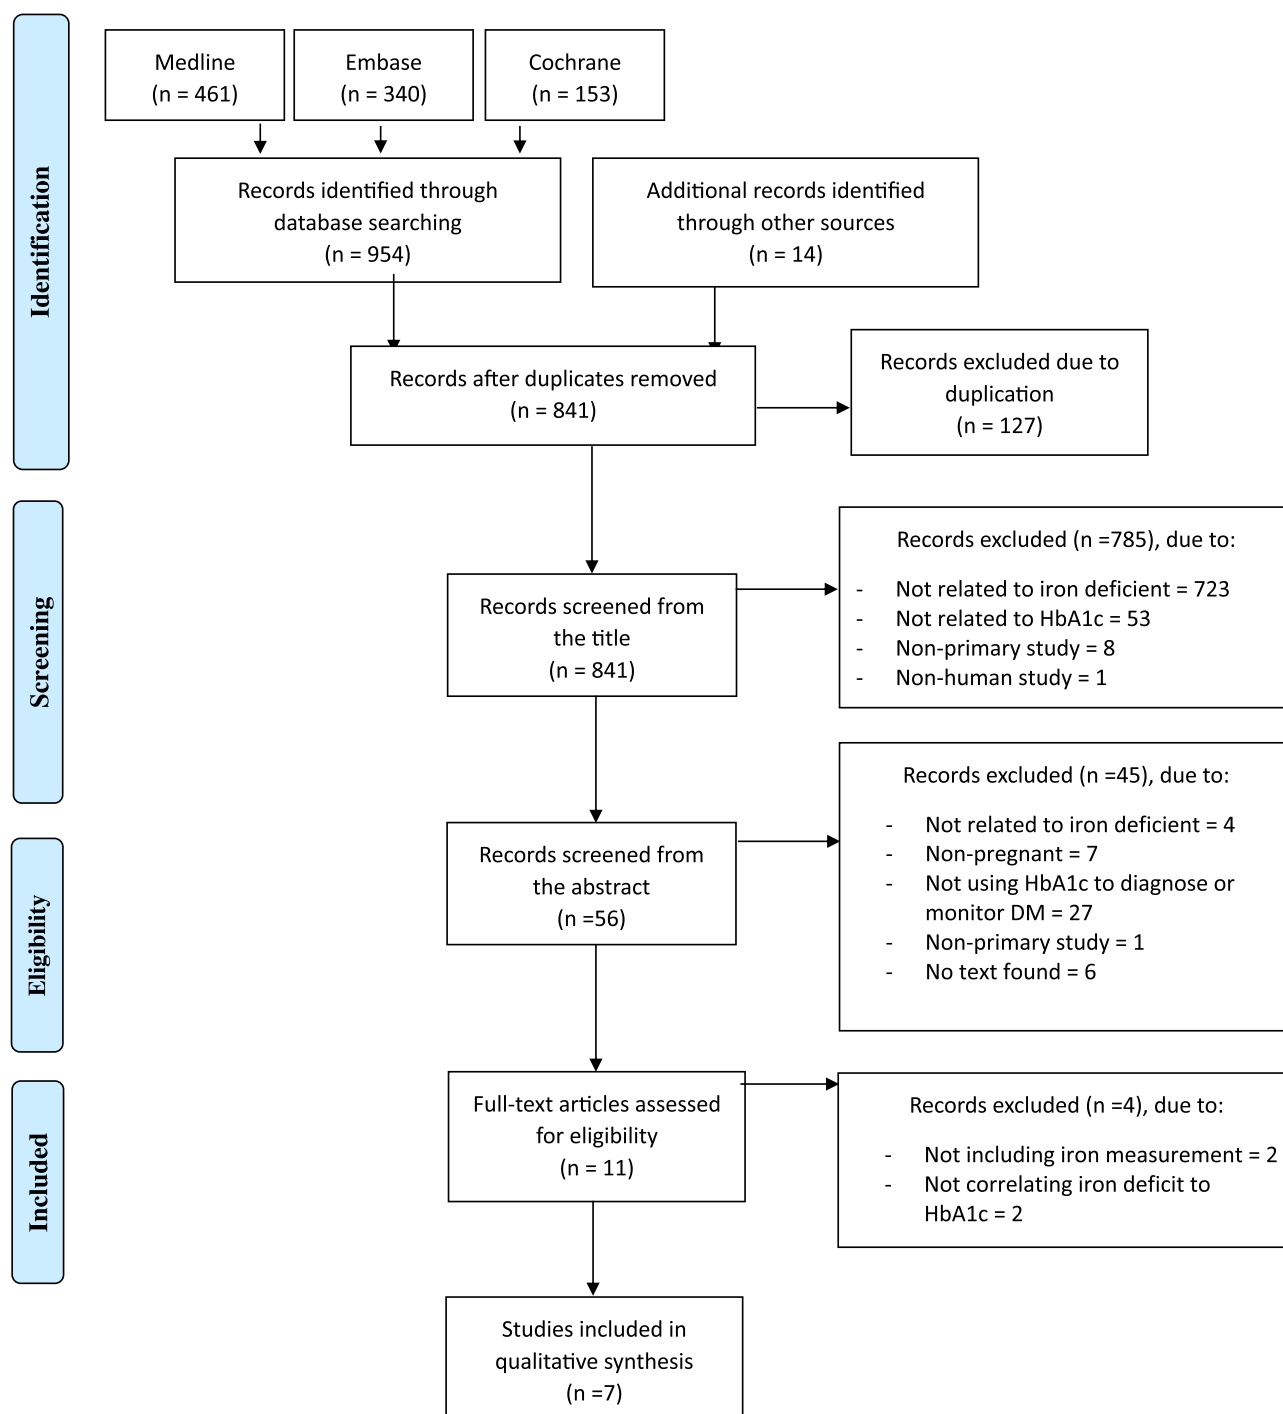 Identification
Medline
(n = 461)
Embase
(n = 340)
Cochrane
(n = 153)
Records identified through
database searching
(n = 954)
Additional records identified
through other sources
(n = 14)
Records after duplicates removed
(n = 841)
Records excluded due to
duplication
(n = 127)
Screening
Records screened from
the title
(n = 841)
Records excluded (n =785), due to:
- Not related to iron deficient = 723
- Not related to HbA1c = 53
- Non-primary study = 8
- Non-human study = 1
Eligibility
Records screened from
the abstract
(n =56)
Records excluded (n =45), due to:
- Not related to iron deficient = 4
- Non-pregnant = 7
- Not using HbA1c to diagnose or
monitor DM = 27
- Non-primary study = 1
- No text found = 6
Included
Full-text articles assessed
for eligibility
(n = 11)
Records excluded (n =4), due to:
- Not including iron measurement = 2
- Not correlating iron deficit to
HbA1c = 2
Studies included in
qualitative synthesis
(n =7)